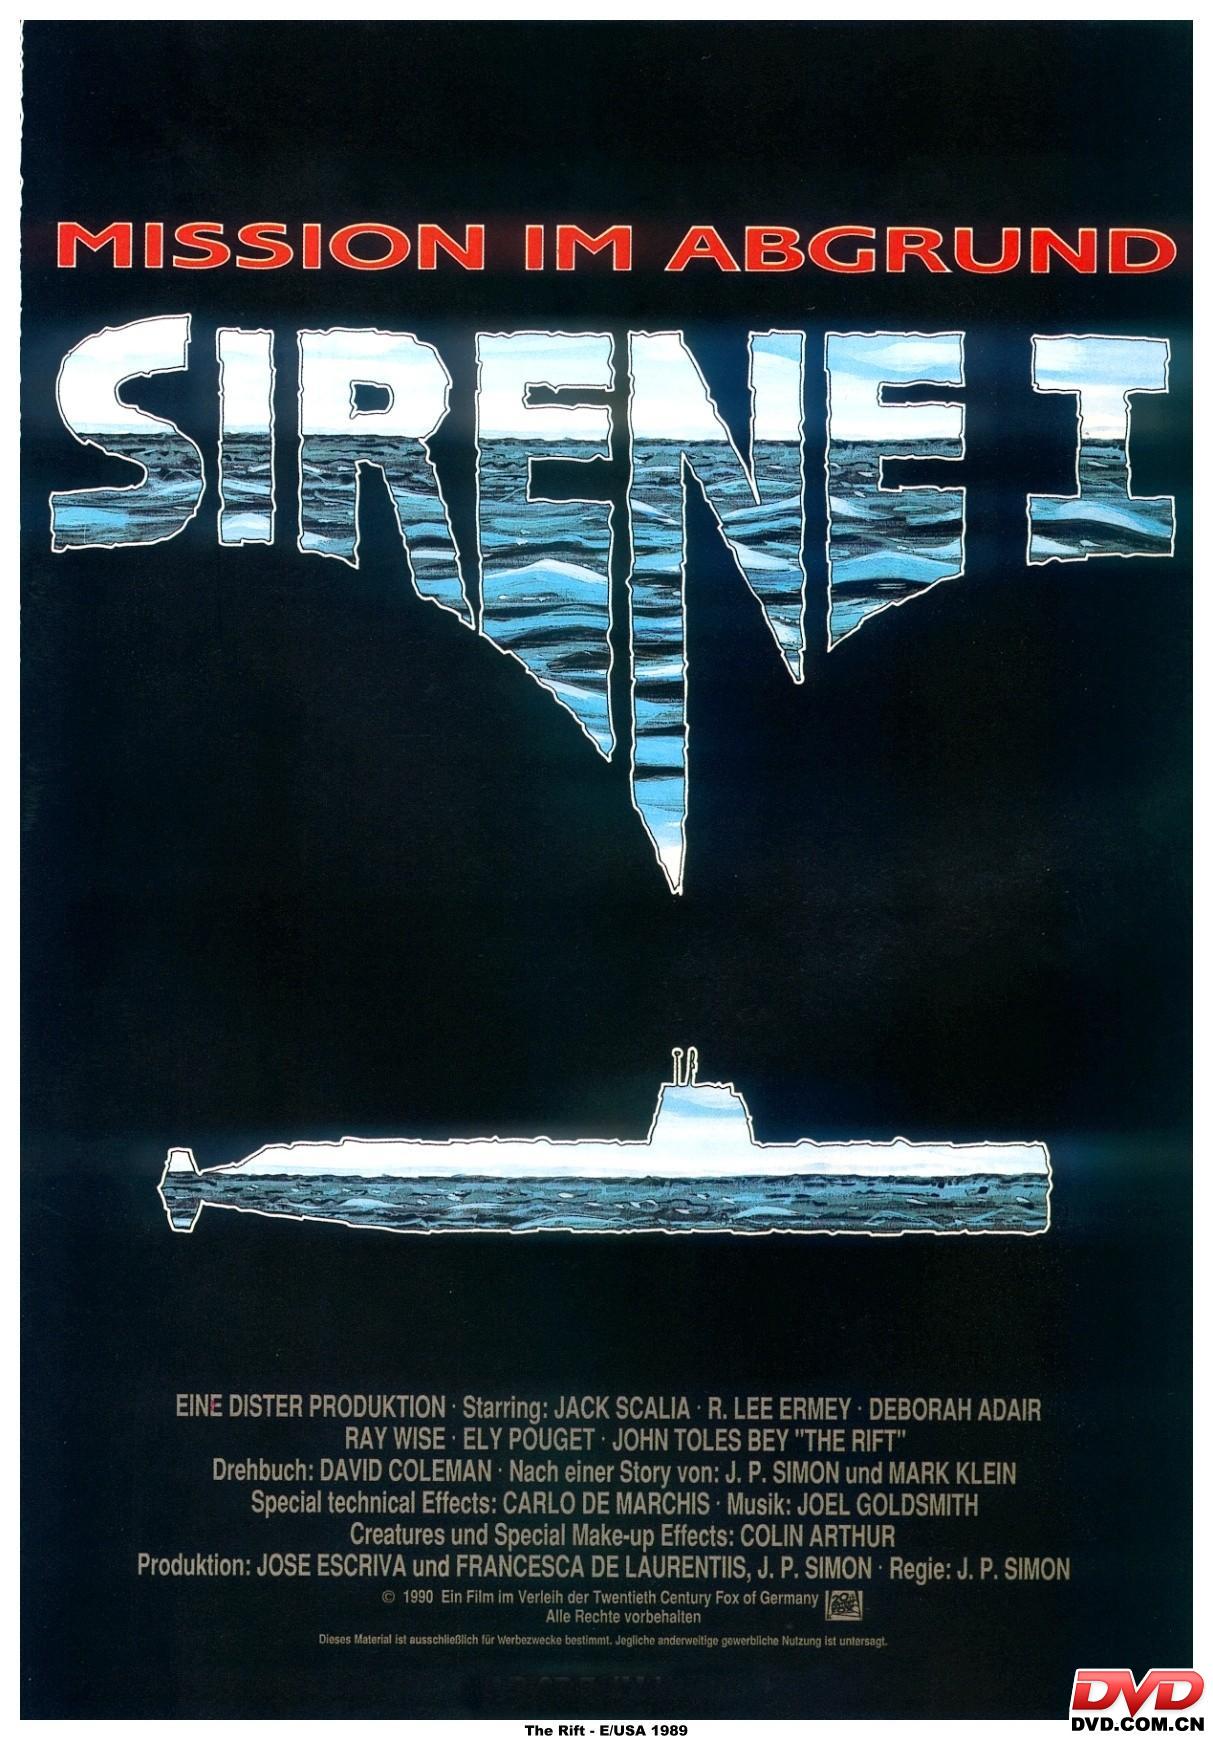 MISSION IM ABGRUND
SIRENE I
EINE DISTER PRODUKTION · Starring: JACK SCALIA · R. LEE ERMEY · DEBORAH ADAIR
RAY WISE · ELY POUGET · JOHN TOLES BEY "THE RIFT"
Drehbuch: DAVID COLEMAN · Nach einer Story von: J. P. SIMON und MARK KLEIN
Special technical Effects: CARLO DE MARCHIS · Musik: JOEL GOLDSMITH
Creatures und Special Make-up Effects: COLIN ARTHUR
Produktion: JOSE ESCRIVA und FRANCESCA DE LAURENTIIS, J. P. SIMON · Regie: J. P. SIMON
© 1990 Ein Film im Verleih der Twentieth Century Fox of Germany
Alle Rechte vorbehalten
Dieses Material ist ausschließlich für Werbezwecke bestimmt. Jegliche anderweitige gewerbliche Nutzung ist untersagt.
DVD
DVD.COM.CN
The Rift - E/USA 1989